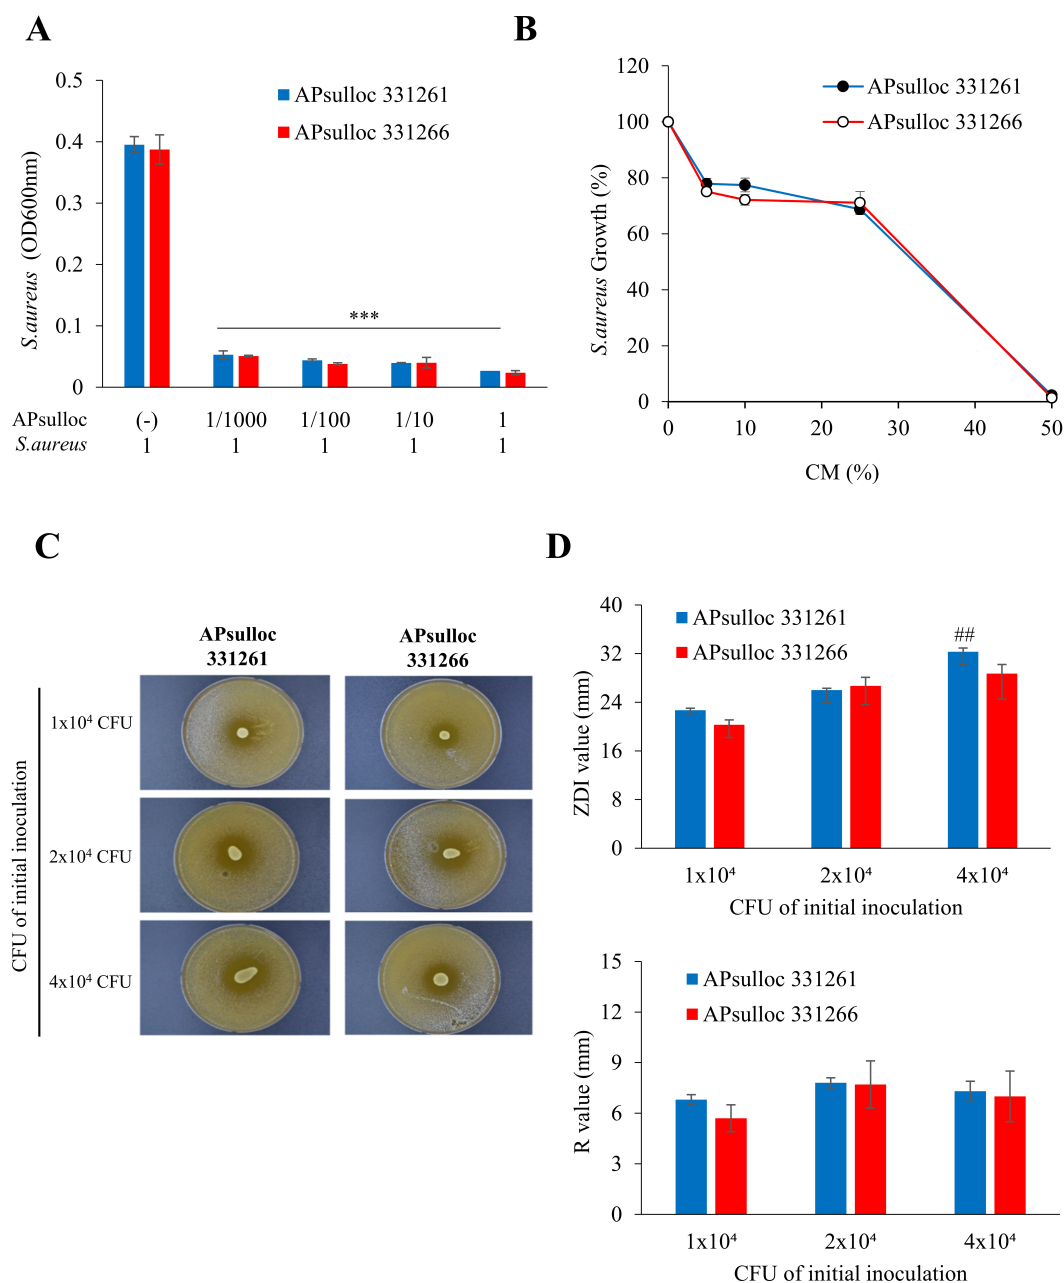 A
0.5
0.4
0.3
0.2
0.1
0
S.aureus (OD600nm)
APsulloc 331261
APsulloc 331266
***
APsulloc (-) 1/1000 1/100 1/10 1
S.aureus 1 1 1 1 1
B
120
100
80
60
40
20
0
S.aureus Growth (%)
APsulloc 331261
APsulloc 331266
0 10 20 30 40 50
CM (%)
C
APsulloc 331261
APsulloc 331266
CFU of initial inoculation
1x10⁴ CFU
2x10⁴ CFU
4x10⁴ CFU
D
40
32
24
16
8
0
ZDI value (mm)
APsulloc 331261
APsulloc 331266
##
1x10⁴ 2x10⁴ 4x10⁴
CFU of initial inoculation
15
12
9
6
3
0
R value (mm)
APsulloc 331261
APsulloc 331266
1x10⁴ 2x10⁴ 4x10⁴
CFU of initial inoculation